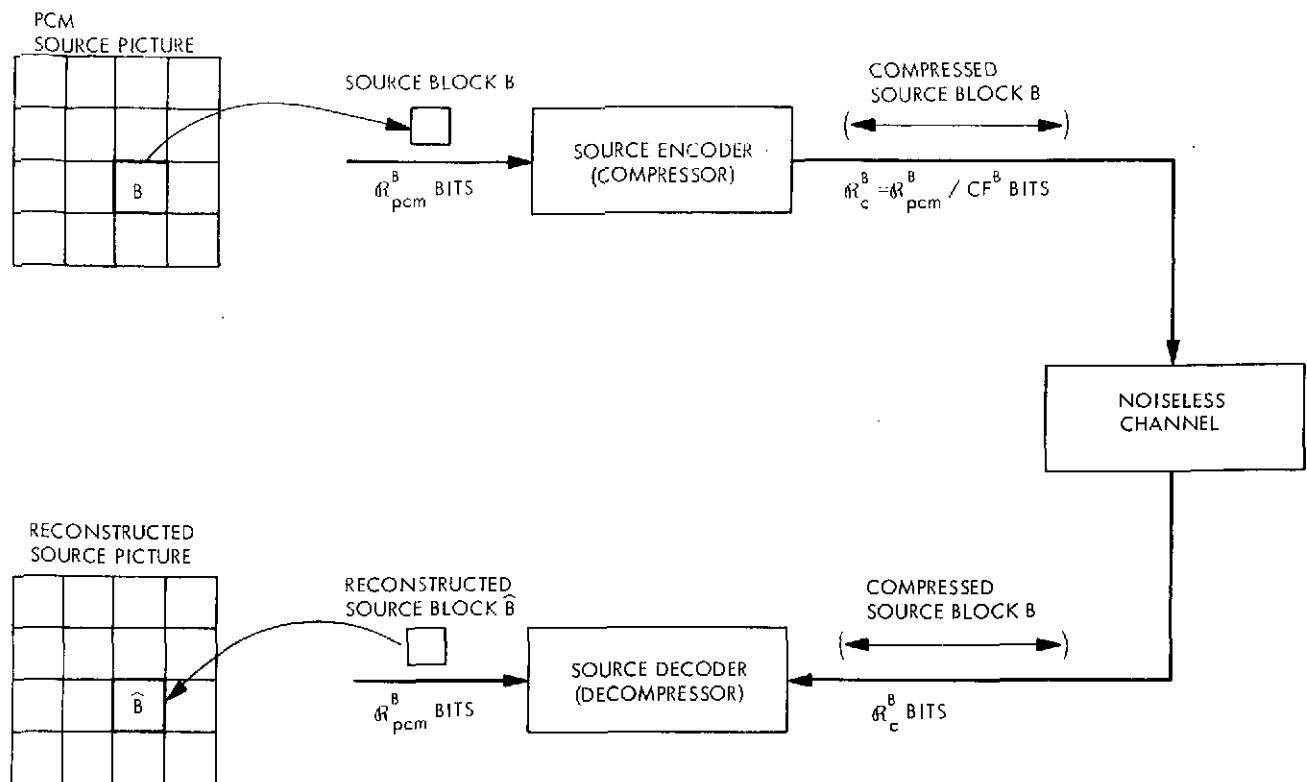 PCM
SOURCE PICTURE
B
SOURCE BLOCK B
ℛ^B_pcm BITS
SOURCE ENCODER
(COMPRESSOR)
COMPRESSED
SOURCE BLOCK B
( )
ℛ^B_c = ℛ^B_pcm / CF^B BITS
NOISELESS
CHANNEL
RECONSTRUCTED
SOURCE PICTURE
B̂
RECONSTRUCTED
SOURCE BLOCK B̂
ℛ^B_pcm BITS
SOURCE DECODER
(DECOMPRESSOR)
COMPRESSED
SOURCE BLOCK B
( )
ℛ^B_c BITS